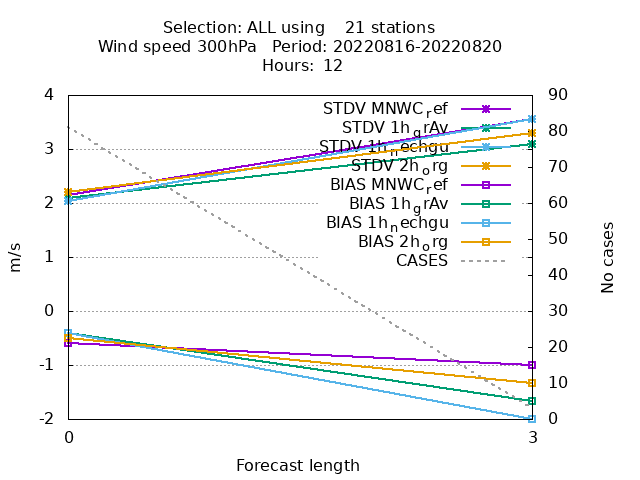 Selection: ALL using 21 stations
Wind speed 300hPa Period: 20220816-20220820
Hours: 12
4
3
2
1
0
-1
-2
m/s
STDV MNWC_ref
STDV 1h_grAv
STDV 1h_nechgu
STDV 2h_org
BIAS MNWC_ref
BIAS 1h_grAv
BIAS 1h_nechgu
BIAS 2h_org
CASES
90
80
70
60
50
40
30
20
10
0
No cases
0 3
Forecast length